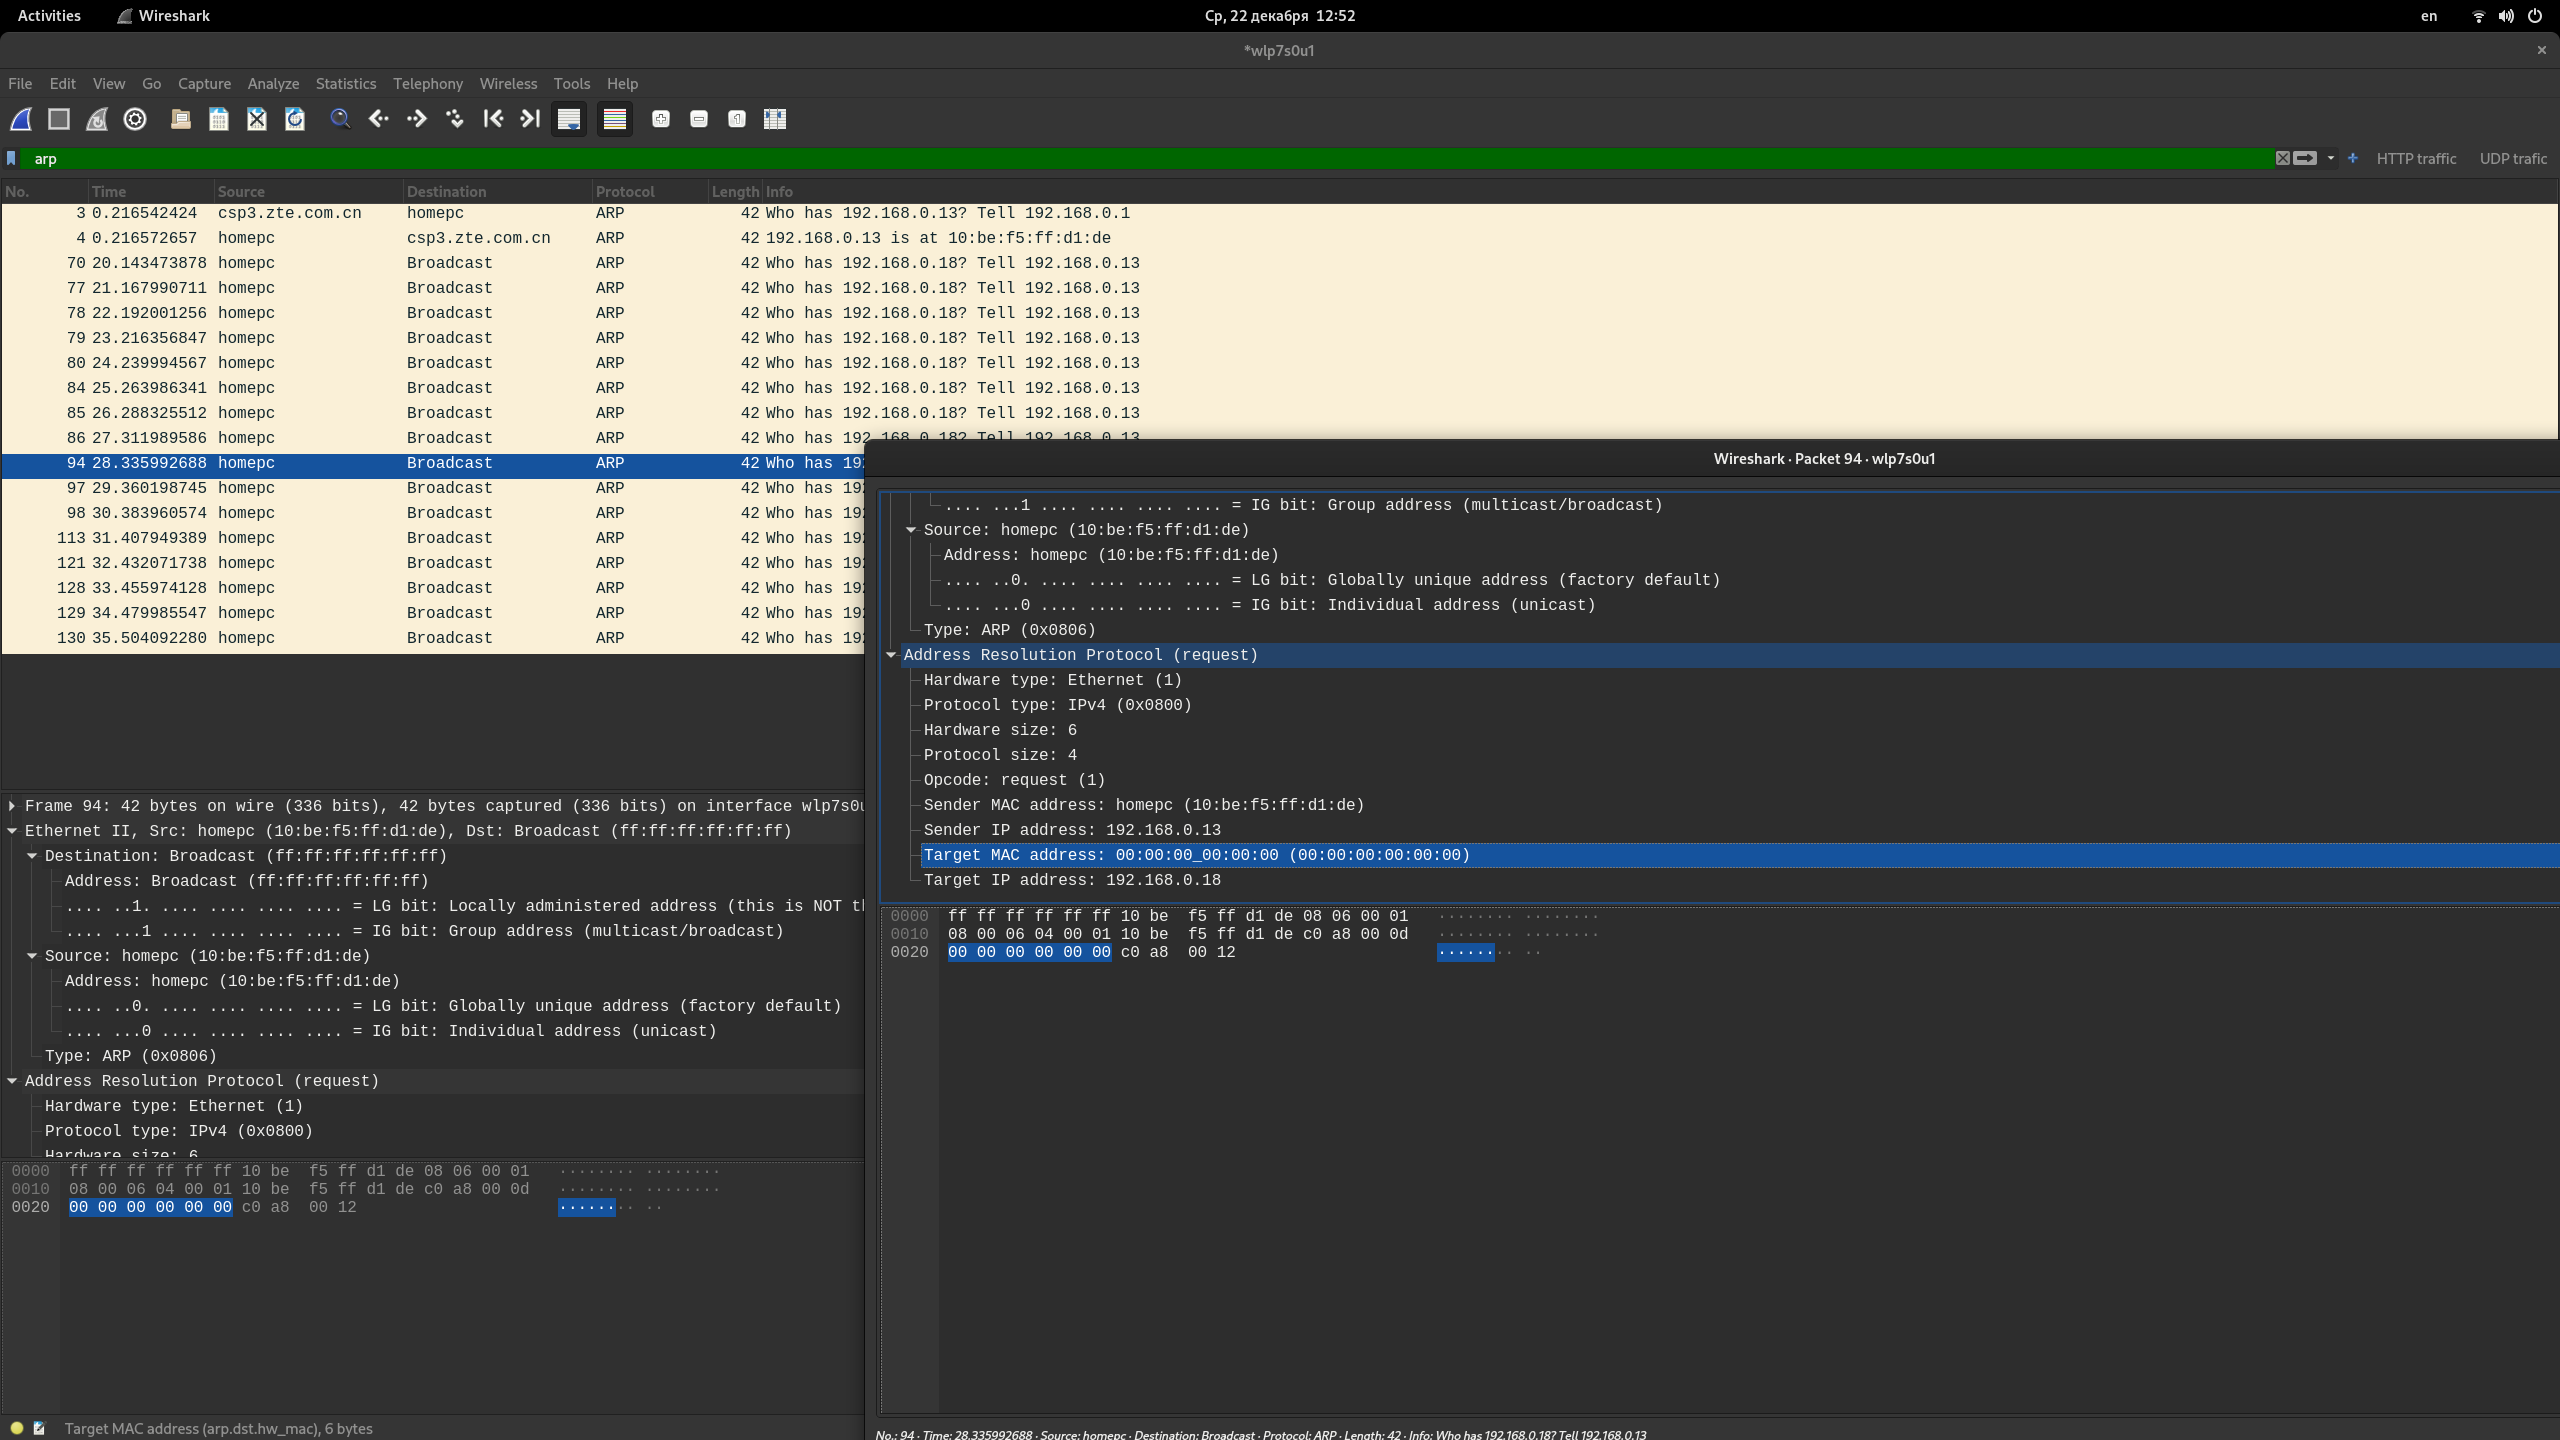 Activities Wireshark Ср, 22 декабря 12:52 en
*wlp7s0u1
File Edit View Go Capture Analyze Statistics Telephony Wireless Tools Help
arp HTTP traffic UDP trafic
No. Time Source Destination Protocol Length Info
3 0.216542424 csp3.zte.com.cn homepc ARP 42 Who has 192.168.0.13? Tell 192.168.0.1
4 0.216572657 homepc csp3.zte.com.cn ARP 42 192.168.0.13 is at 10:be:f5:ff:d1:de
70 20.143473878 homepc Broadcast ARP 42 Who has 192.168.0.18? Tell 192.168.0.13
77 21.167990711 homepc Broadcast ARP 42 Who has 192.168.0.18? Tell 192.168.0.13
78 22.192001256 homepc Broadcast ARP 42 Who has 192.168.0.18? Tell 192.168.0.13
79 23.216356847 homepc Broadcast ARP 42 Who has 192.168.0.18? Tell 192.168.0.13
80 24.239994567 homepc Broadcast ARP 42 Who has 192.168.0.18? Tell 192.168.0.13
84 25.263986341 homepc Broadcast ARP 42 Who has 192.168.0.18? Tell 192.168.0.13
85 26.288325512 homepc Broadcast ARP 42 Who has 192.168.0.18? Tell 192.168.0.13
86 27.311989586 homepc Broadcast ARP 42 Who has 192.168.0.18? Tell 192.168.0.13
94 28.335992688 homepc Broadcast ARP 42 Who has 192
97 29.360198745 homepc Broadcast ARP 42 Who has 192
98 30.383960574 homepc Broadcast ARP 42 Who has 192
113 31.407949389 homepc Broadcast ARP 42 Who has 192
121 32.432071738 homepc Broadcast ARP 42 Who has 192
128 33.455974128 homepc Broadcast ARP 42 Who has 192
129 34.479985547 homepc Broadcast ARP 42 Who has 192
130 35.504092280 homepc Broadcast ARP 42 Who has 192
Frame 94: 42 bytes on wire (336 bits), 42 bytes captured (336 bits) on interface wlp7s0u
Ethernet II, Src: homepc (10:be:f5:ff:d1:de), Dst: Broadcast (ff:ff:ff:ff:ff:ff)
Destination: Broadcast (ff:ff:ff:ff:ff:ff)
Address: Broadcast (ff:ff:ff:ff:ff:ff)
.... ..1. .... .... .... .... = LG bit: Locally administered address (this is NOT th
.... ...1 .... .... .... .... = IG bit: Group address (multicast/broadcast)
Source: homepc (10:be:f5:ff:d1:de)
Address: homepc (10:be:f5:ff:d1:de)
.... ..0. .... .... .... .... = LG bit: Globally unique address (factory default)
.... ...0 .... .... .... .... = IG bit: Individual address (unicast)
Type: ARP (0x0806)
Address Resolution Protocol (request)
Hardware type: Ethernet (1)
Protocol type: IPv4 (0x0800)
Hardware size: 6
0000 ff ff ff ff ff ff 10 be f5 ff d1 de 08 06 00 01 ········ ········
0010 08 00 06 04 00 01 10 be f5 ff d1 de c0 a8 00 0d ········ ········
0020 00 00 00 00 00 00 c0 a8 00 12 ········ ··
Target MAC address (arp.dst.hw_mac), 6 bytes
Wireshark · Packet 94 · wlp7s0u1
.... ...1 .... .... .... .... = IG bit: Group address (multicast/broadcast)
Source: homepc (10:be:f5:ff:d1:de)
Address: homepc (10:be:f5:ff:d1:de)
.... ..0. .... .... .... .... = LG bit: Globally unique address (factory default)
.... ...0 .... .... .... .... = IG bit: Individual address (unicast)
Type: ARP (0x0806)
Address Resolution Protocol (request)
Hardware type: Ethernet (1)
Protocol type: IPv4 (0x0800)
Hardware size: 6
Protocol size: 4
Opcode: request (1)
Sender MAC address: homepc (10:be:f5:ff:d1:de)
Sender IP address: 192.168.0.13
Target MAC address: 00:00:00_00:00:00 (00:00:00:00:00:00)
Target IP address: 192.168.0.18
0000 ff ff ff ff ff ff 10 be f5 ff d1 de 08 06 00 01 ········ ········
0010 08 00 06 04 00 01 10 be f5 ff d1 de c0 a8 00 0d ········ ········
0020 00 00 00 00 00 00 c0 a8 00 12 ········ ··
No.: 94 · Time: 28.335992688 · Source: homepc · Destination: Broadcast · Protocol: ARP · Length: 42 · Info: Who has 192.168.0.18? Tell 192.168.0.13